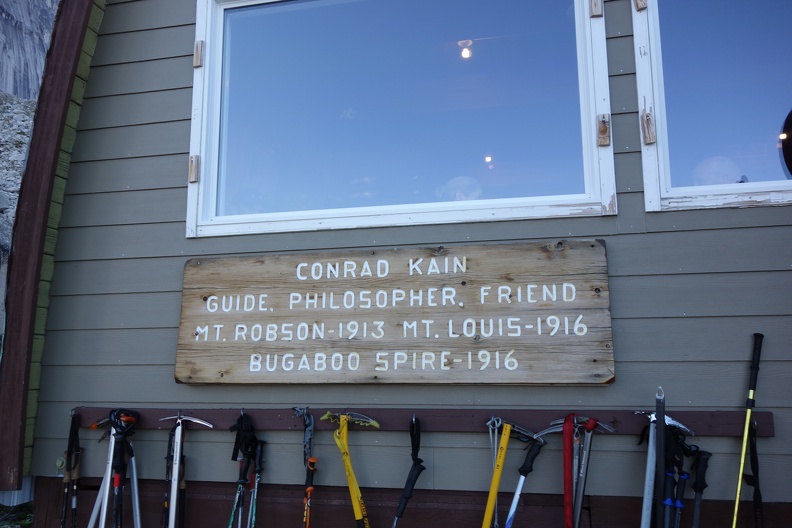 CONRAD KAIN
GUIDE, PHILOSOPHER, FRIEND
MT. ROBSON-1913 MT. LOUIS-1916
BUGABOO SPIRE-1916